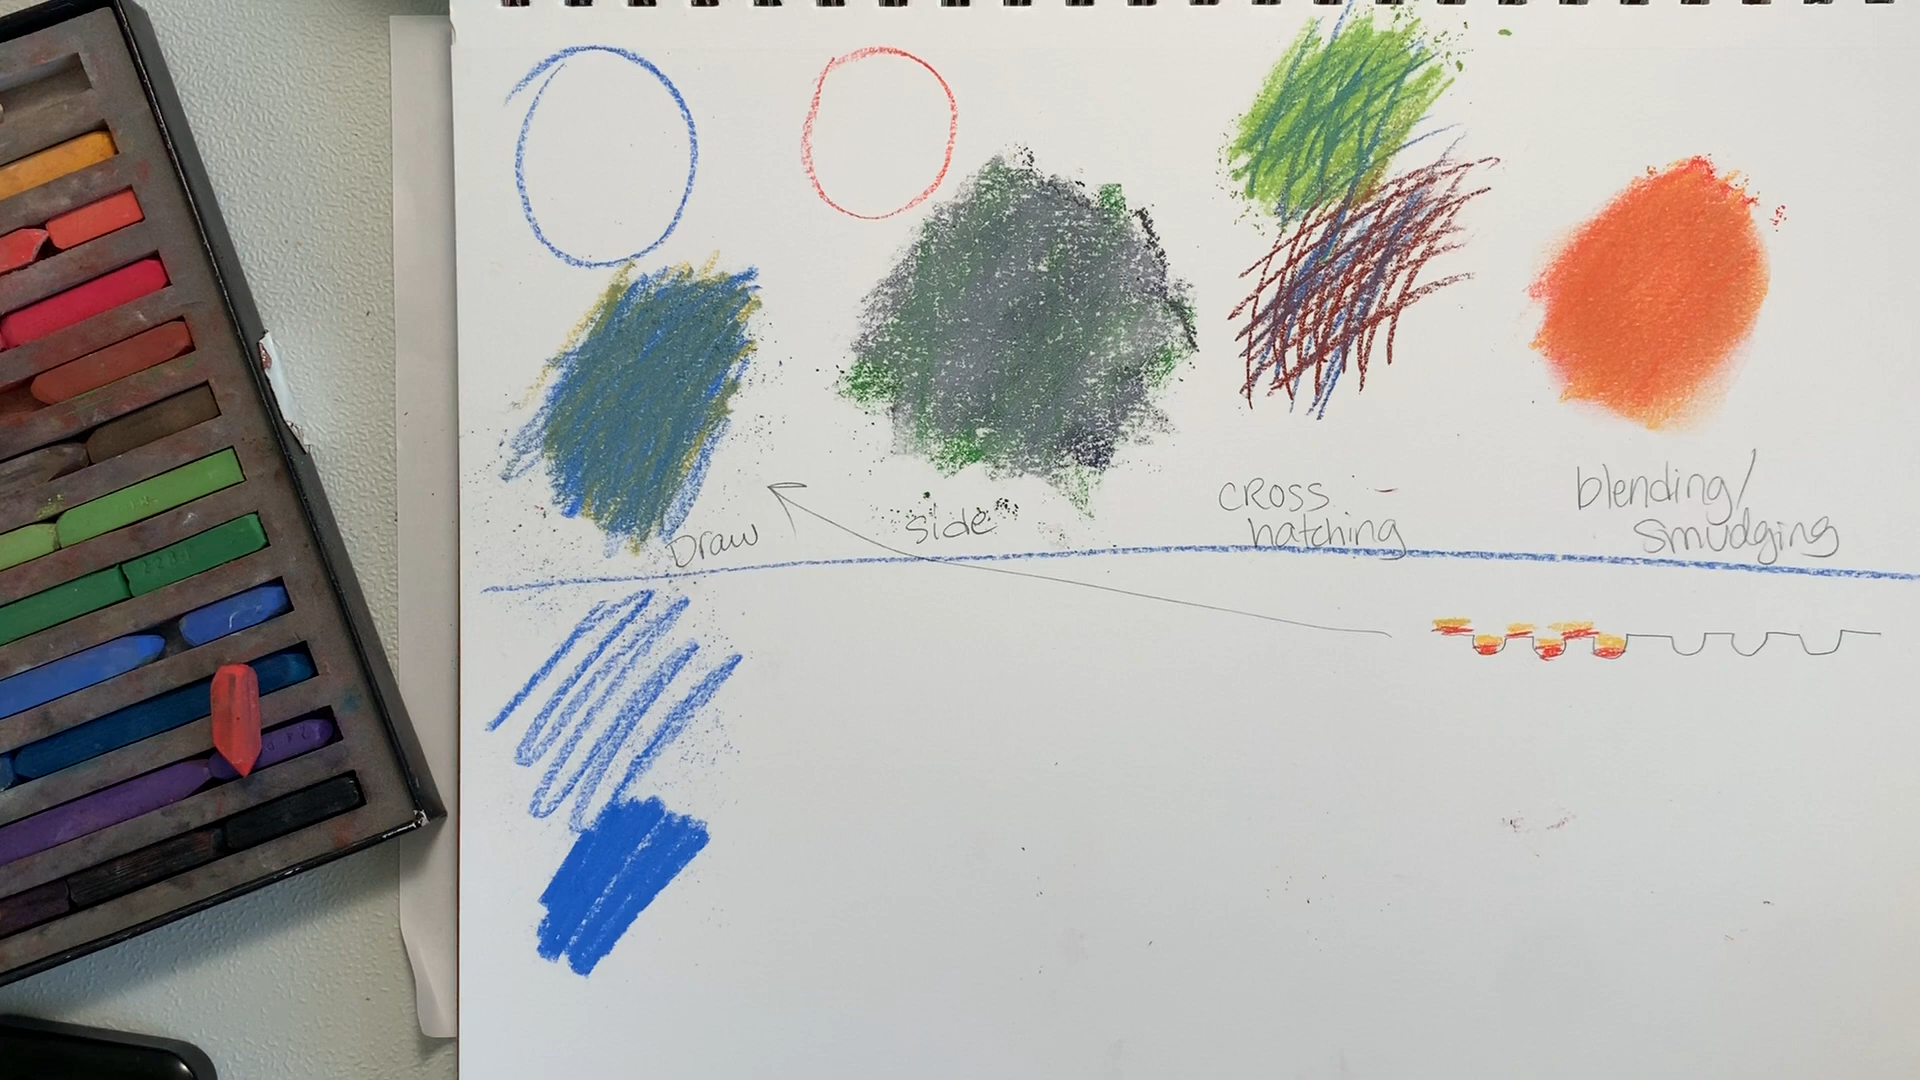 Draw
side
CROSS -
hatching
blending/
smudging